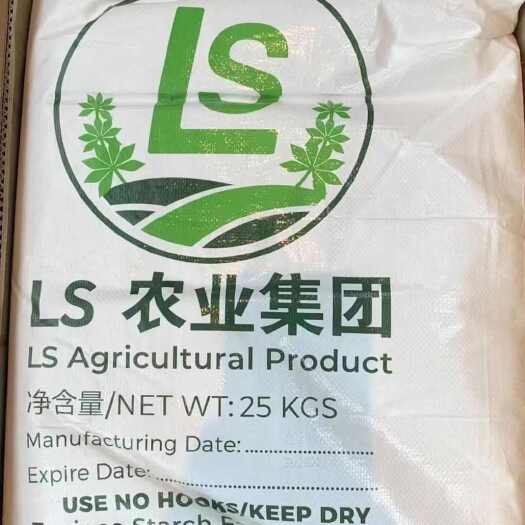 LS
LS 农业集团
LS Agricultural Product
净含量/NET WT: 25 KGS
Manufacturing Date:
Expire Date:
USE NO HOOKS/KEEP DRY
Starch